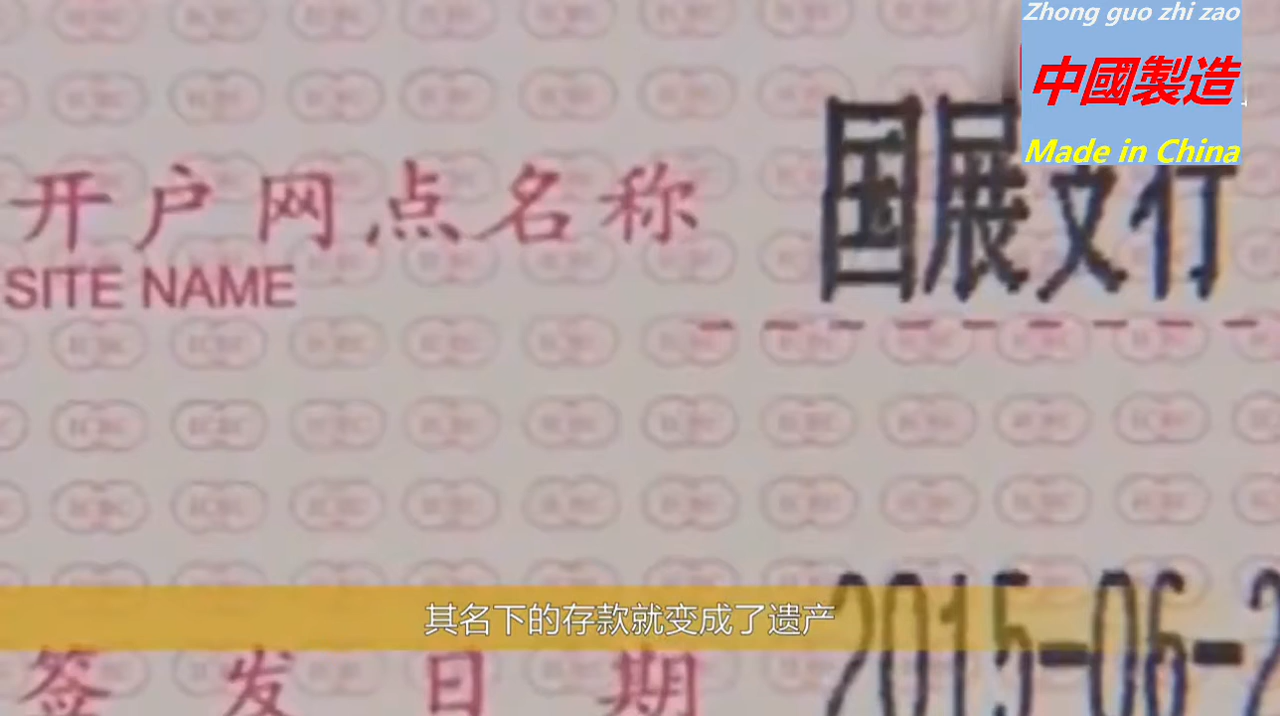 Zhong guo zhi zao
中國製造
Made in China
开户网点名称
国展支行
SITE NAME
其名下的存款就变成了遗产
签发日期
2015-06-2